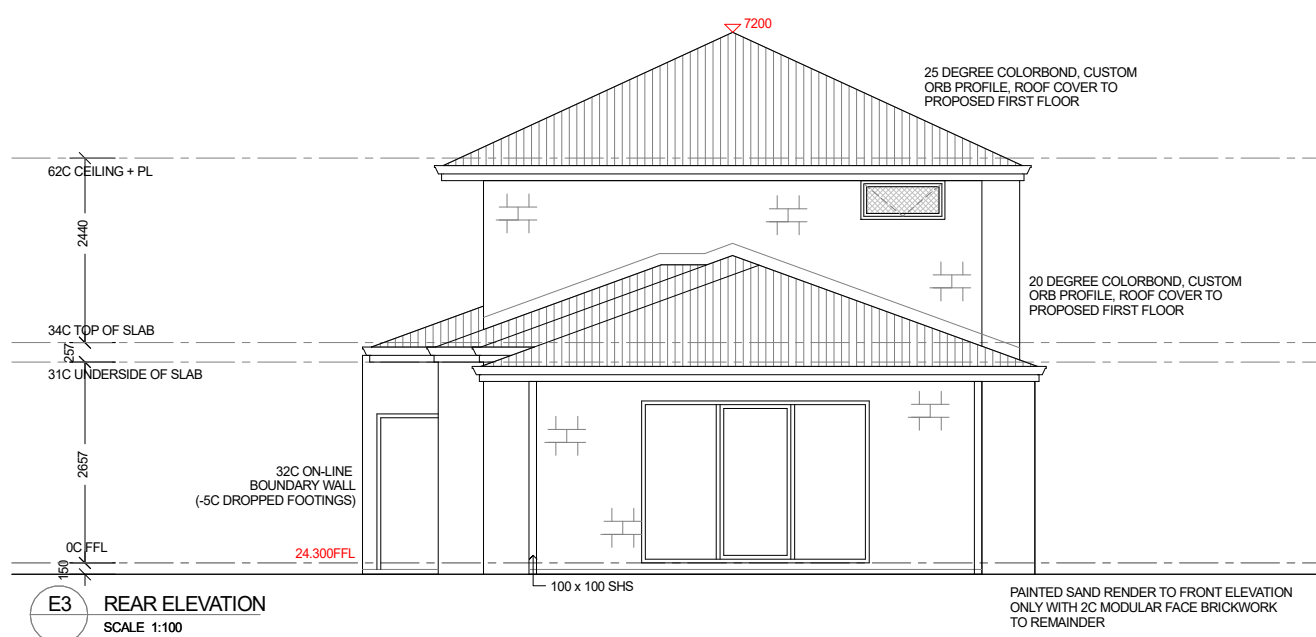 7200
25 DEGREE COLORBOND, CUSTOM
ORB PROFILE, ROOF COVER TO
PROPOSED FIRST FLOOR
62C CEILING + PL
2440
20 DEGREE COLORBOND, CUSTOM
ORB PROFILE, ROOF COVER TO
PROPOSED FIRST FLOOR
34C TOP OF SLAB
257
31C UNDERSIDE OF SLAB
2657
32C ON-LINE
BOUNDARY WALL
(-5C DROPPED FOOTINGS)
0C FFL
24.300FFL
150
100 x 100 SHS
E3 REAR ELEVATION
SCALE 1:100
PAINTED SAND RENDER TO FRONT ELEVATION
ONLY WITH 2C MODULAR FACE BRICKWORK
TO REMAINDER